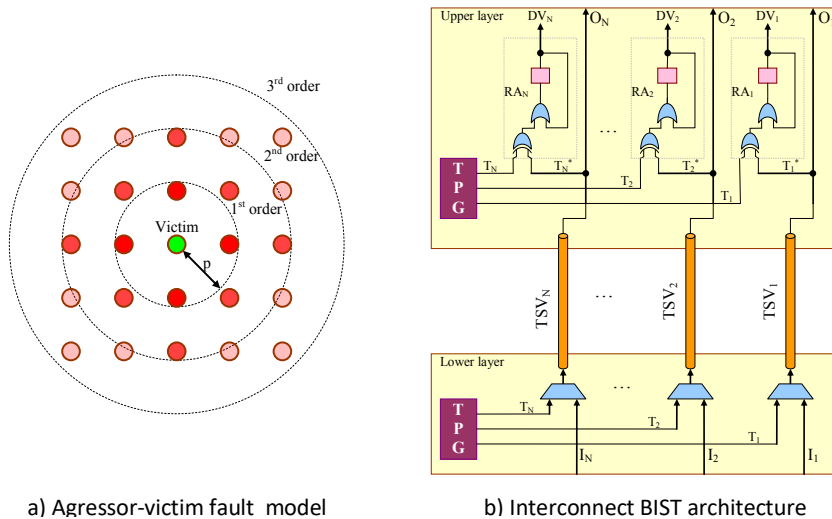 3rd order
2nd order
1st order
Victim
p
a) Agressor-victim fault model
Upper layer
DVN
ON
DV2
O2
DV1
O
RAN
RA2
RA1
...
T
P
G
TN
TN*
T2
T2*
T1
T1*
TSVN
...
TSV2
TSV1
Lower layer
...
T
P
G
TN
T2
T1
IN
I2
I1
b) Interconnect BIST architecture